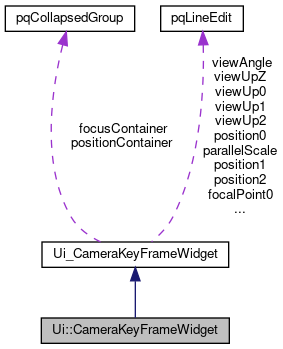 pqCollapsedGroup
pqLineEdit
viewAngle
viewUpZ
viewUp0
viewUp1
viewUp2
position0
parallelScale
position1
position2
focalPoint0
...
focusContainer
positionContainer
Ui_CameraKeyFrameWidget
Ui::CameraKeyFrameWidget